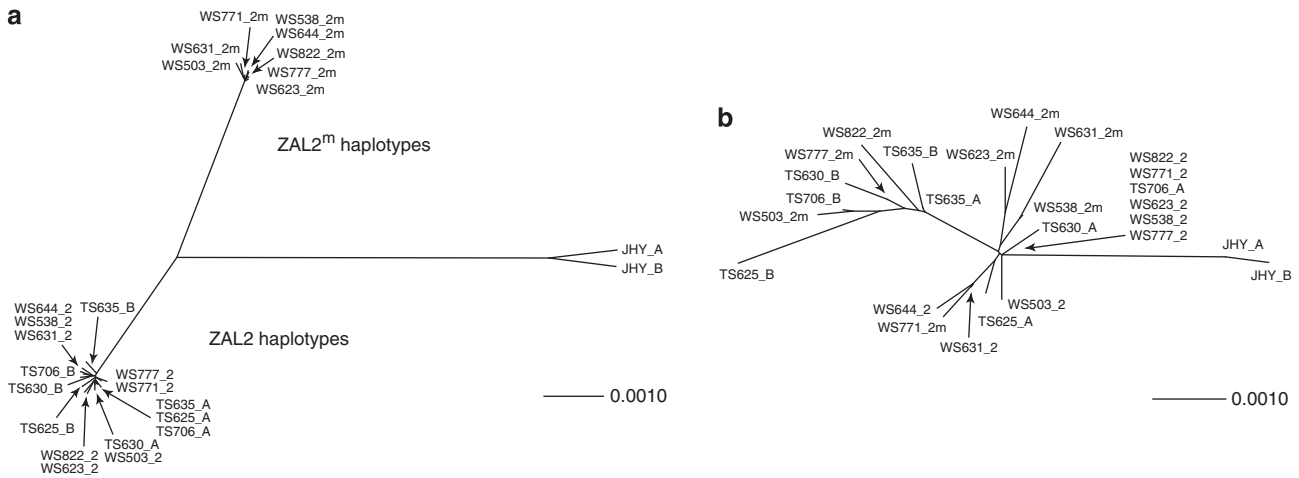 a
WS771_2m
WS538_2m
WS644_2m
WS631_2m
WS822_2m
WS503_2m
WS777_2m
WS623_2m
ZAL2m haplotypes
JHY_A
JHY_B
WS644_2
TS635_B
WS538_2
WS631_2
ZAL2 haplotypes
TS706_B
WS777_2
TS630_B
WS771_2
TS635_A
TS625_A
TS706_A
TS625_B
TS630_A
WS822_2
WS503_2
WS623_2
0.0010
b
WS644_2m
WS822_2m
WS631_2m
TS635_B
WS777_2m
WS623_2m
WS822_2
WS771_2
TS630_B
TS706_A
TS706_B
TS635_A
WS623_2
WS503_2m
WS538_2m
WS538_2
TS630_A
WS777_2
JHY_A
TS625_B
JHY_B
WS503_2
WS644_2
TS625_A
WS771_2m
WS631_2
0.0010